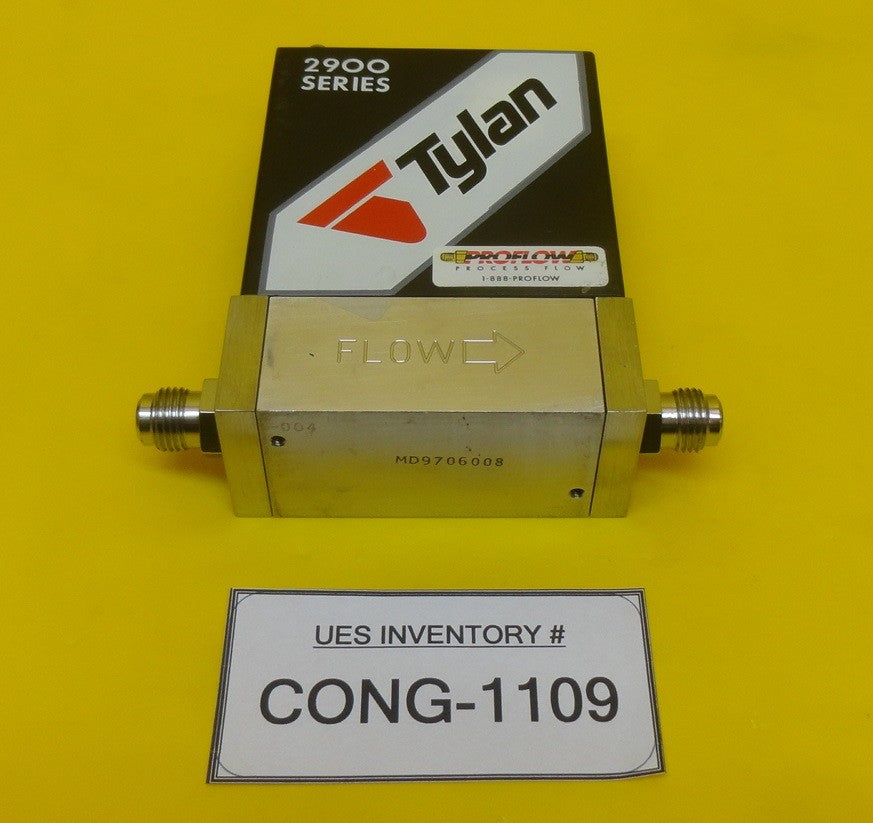 2900
SERIES
Tylan
PROFLOW
PROCESS FLOW
1-888-PROFLOW
FLOW
-004
MD9706008
UES INVENTORY #
CONG-1109